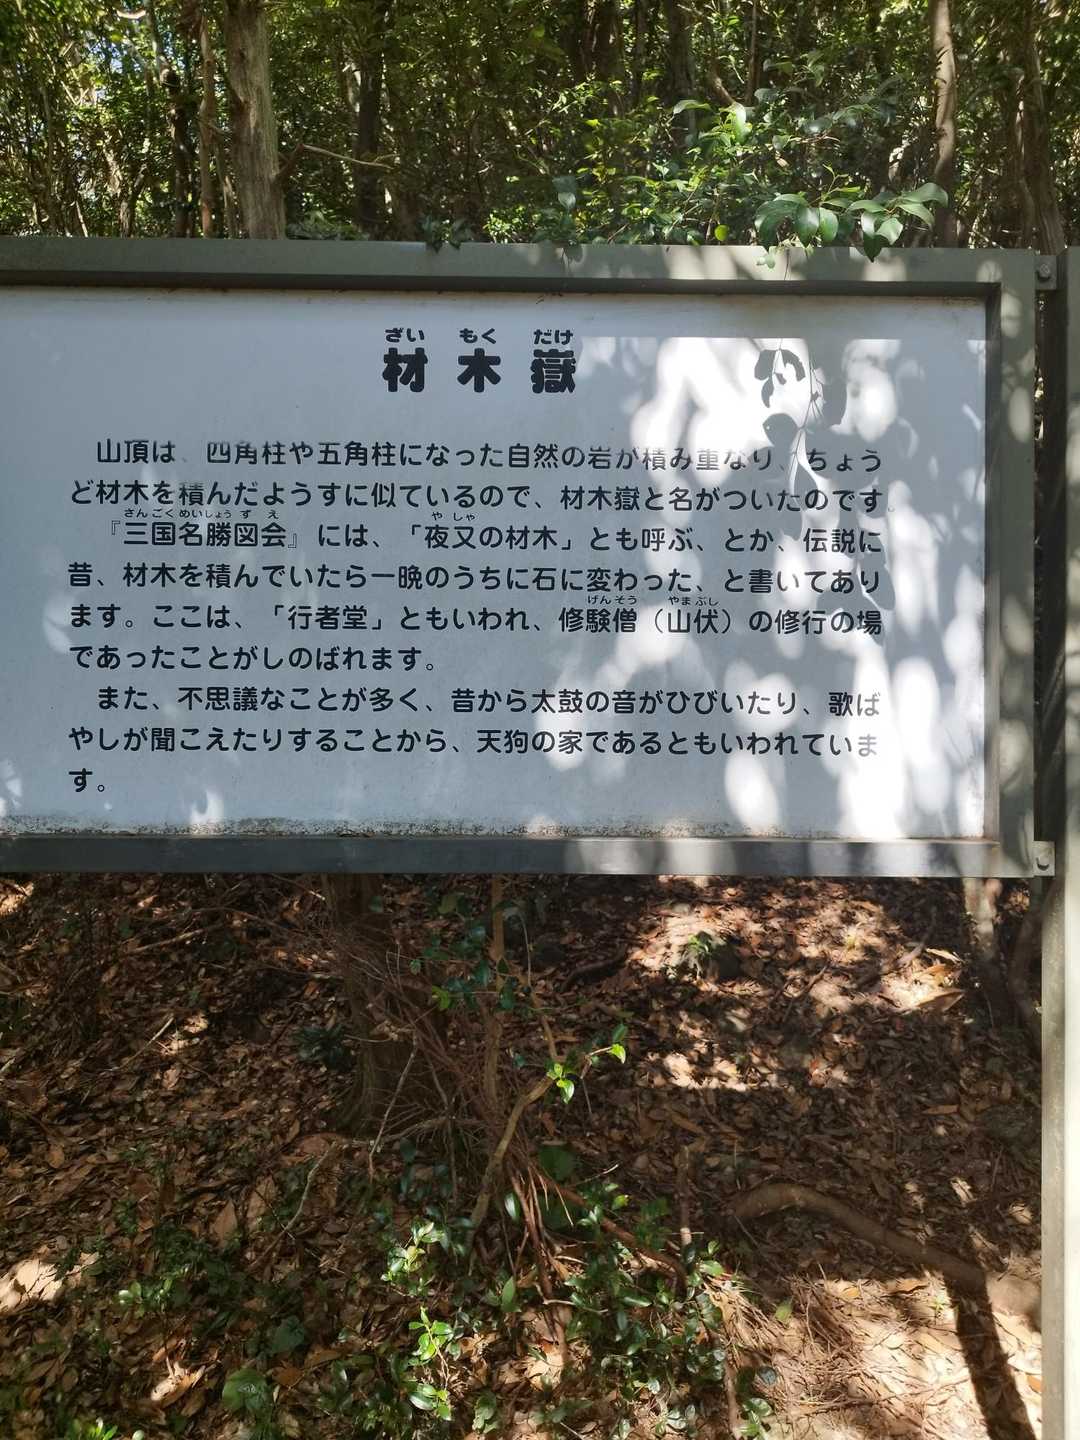 ざい もく だけ
材木嶽
山頂は、四角柱や五角柱になった自然の岩が積み重なり、ちょう
ど材木を積んだようすに似ているので、材木嶽と名がついたのです。
さんごくめいしょうずえ やしゃ
『三国名勝図会』には、「夜叉の材木」とも呼ぶ、とか、伝説に
昔、材木を積んでいたら一晩のうちに石に変わった、と書いてあり
げんそう やまぶし
ます。ここは、「行者堂」ともいわれ、修験僧（山伏）の修行の場
であったことがしのばれます。
また、不思議なことが多く、昔から太鼓の音がひびいたり、歌ば
やしが聞こえたりすることから、天狗の家であるともいわれていま
す。